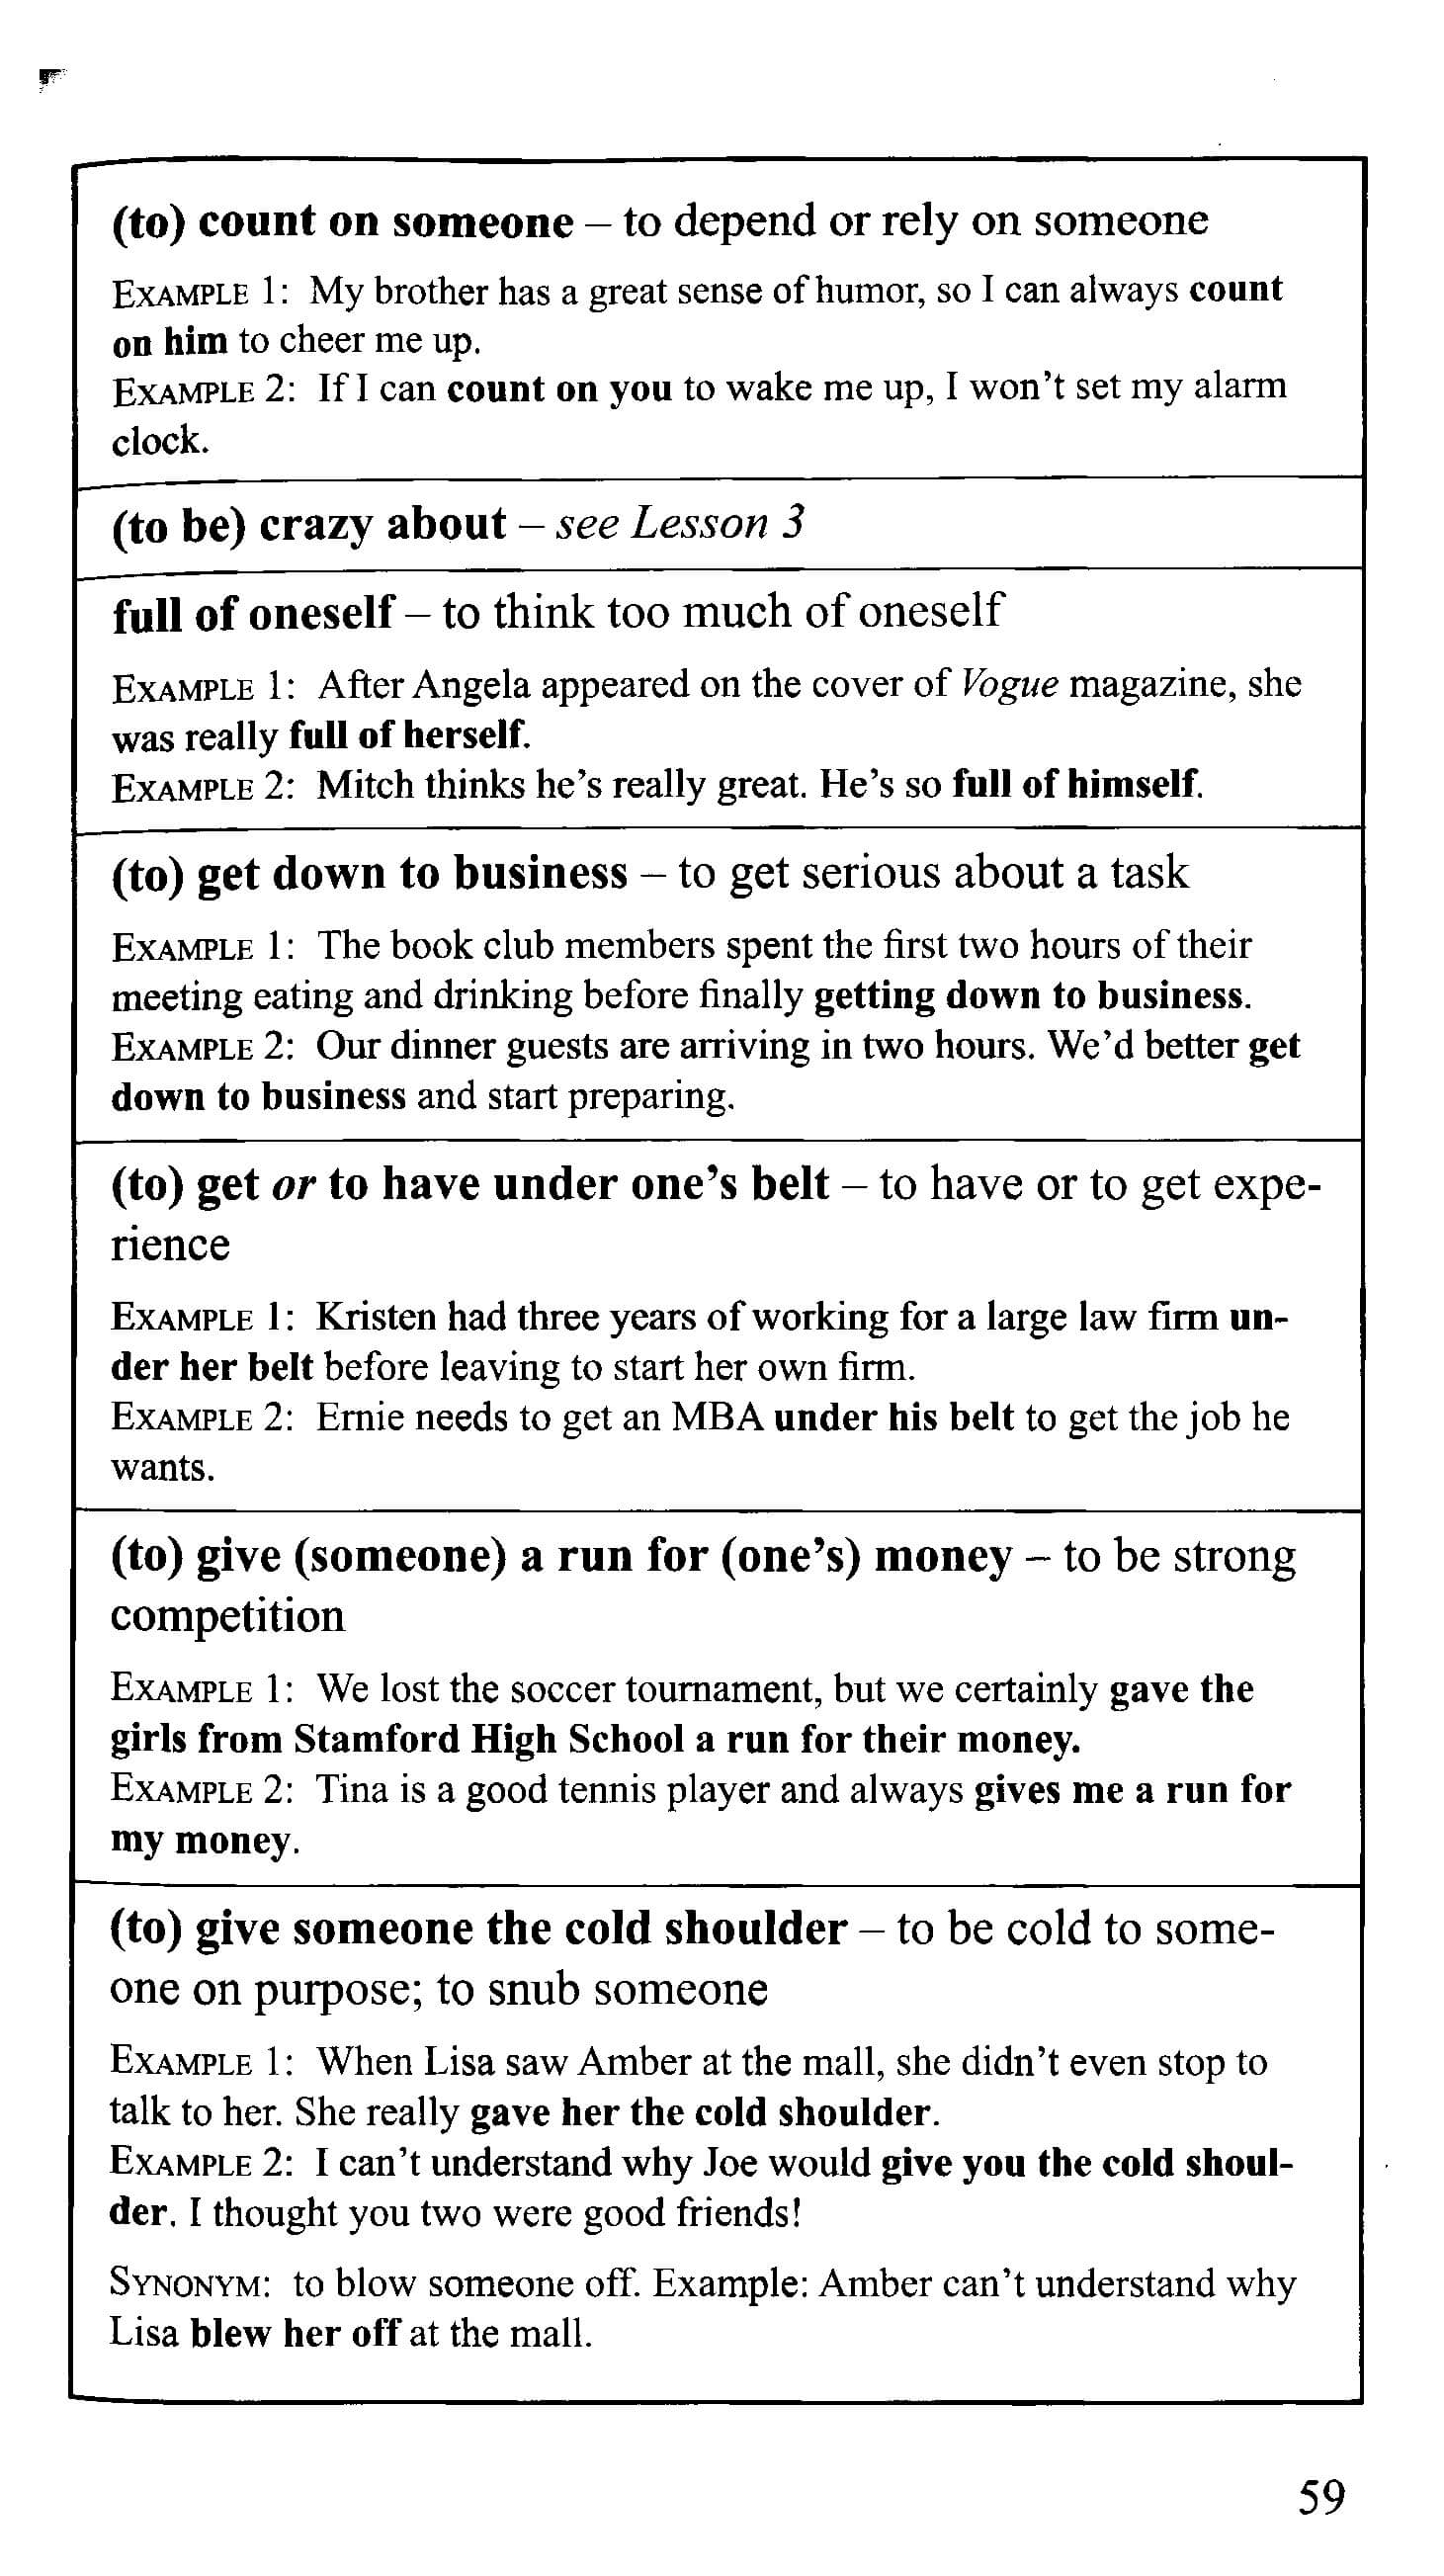 (to) count on someone – to depend or rely on someone
EXAMPLE 1: My brother has a great sense of humor, so I can always count
on him to cheer me up.
EXAMPLE 2: If I can count on you to wake me up, I won't set my alarm
clock.
(to be) crazy about – see Lesson 3
full of oneself – to think too much of oneself
EXAMPLE 1: After Angela appeared on the cover of Vogue magazine, she
was really full of herself.
EXAMPLE 2: Mitch thinks he's really great. He's so full of himself.
(to) get down to business – to get serious about a task
EXAMPLE 1: The book club members spent the first two hours of their
meeting eating and drinking before finally getting down to business.
EXAMPLE 2: Our dinner guests are arriving in two hours. We'd better get
down to business and start preparing.
(to) get or to have under one's belt – to have or to get expe-
rience
EXAMPLE 1: Kristen had three years of working for a large law firm un-
der her belt before leaving to start her own firm.
EXAMPLE 2: Ernie needs to get an MBA under his belt to get the job he
wants.
(to) give (someone) a run for (one's) money – to be strong
competition
EXAMPLE 1: We lost the soccer tournament, but we certainly gave the
girls from Stamford High School a run for their money.
EXAMPLE 2: Tina is a good tennis player and always gives me a run for
my money.
(to) give someone the cold shoulder – to be cold to some-
one on purpose; to snub someone
EXAMPLE 1: When Lisa saw Amber at the mall, she didn't even stop to
talk to her. She really gave her the cold shoulder.
EXAMPLE 2: I can't understand why Joe would give you the cold shoul-
der. I thought you two were good friends!
SYNONYM: to blow someone off. Example: Amber can't understand why
Lisa blew her off at the mall.
59